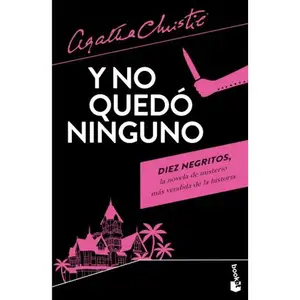 Agatha Christie
Y NO
QUEDÓ
NINGUNO
DIEZ NEGRITOS,
la novela de misterio
más vendida de la historia
booket